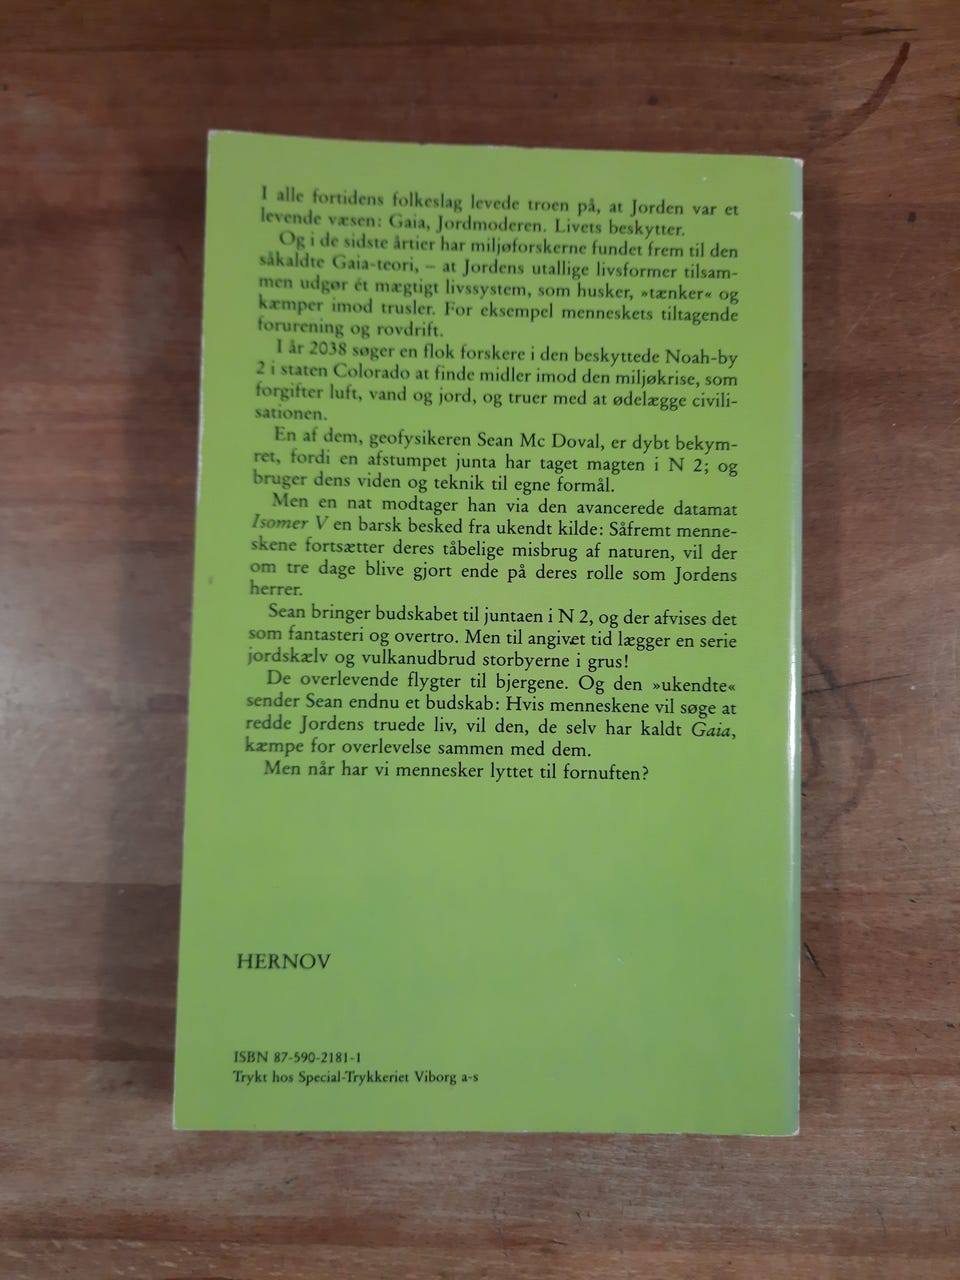 I alle fortidens folkeslag levede troen på, at Jorden var et
levende væsen: Gaia, Jordmoderen. Livets beskytter.
Og i de sidste årtier har miljøforskerne fundet frem til den
såkaldte Gaia-teori, – at Jordens utallige livsformer tilsam-
men udgør ét mægtigt livssystem, som husker, »tænker« og
kæmper imod trusler. For eksempel menneskets tiltagende
forurening og rovdrift.
I år 2038 søger en flok forskere i den beskyttede Noah-by
2 i staten Colorado at finde midler imod den miljøkrise, som
forgifter luft, vand og jord, og truer med at ødelægge civili-
sationen.
En af dem, geofysikeren Sean Mc Doval, er dybt bekym-
ret, fordi en afstumpet junta har taget magten i N 2; og
bruger dens viden og teknik til egne formål.
Men en nat modtager han via den avancerede datamat
Isomer V en barsk besked fra ukendt kilde: Såfremt menne-
skene fortsætter deres tåbelige misbrug af naturen, vil der
om tre dage blive gjort ende på deres rolle som Jordens
herrer.
Sean bringer budskabet til juntaen i N 2, og der afvises det
som fantasteri og overtro. Men til angivæt tid lægger en serie
jordskælv og vulkanudbrud storbyerne i grus!
De overlevende flygter til bjergene. Og den »ukendte«
sender Sean endnu et budskab: Hvis menneskene vil søge at
redde Jordens truede liv, vil den, de selv har kaldt Gaia,
kæmpe for overlevelse sammen med dem.
Men når har vi mennesker lyttet til fornuften?
HERNOV
ISBN 87-590-2181-1
Trykt hos Special-Trykkeriet Viborg a-s